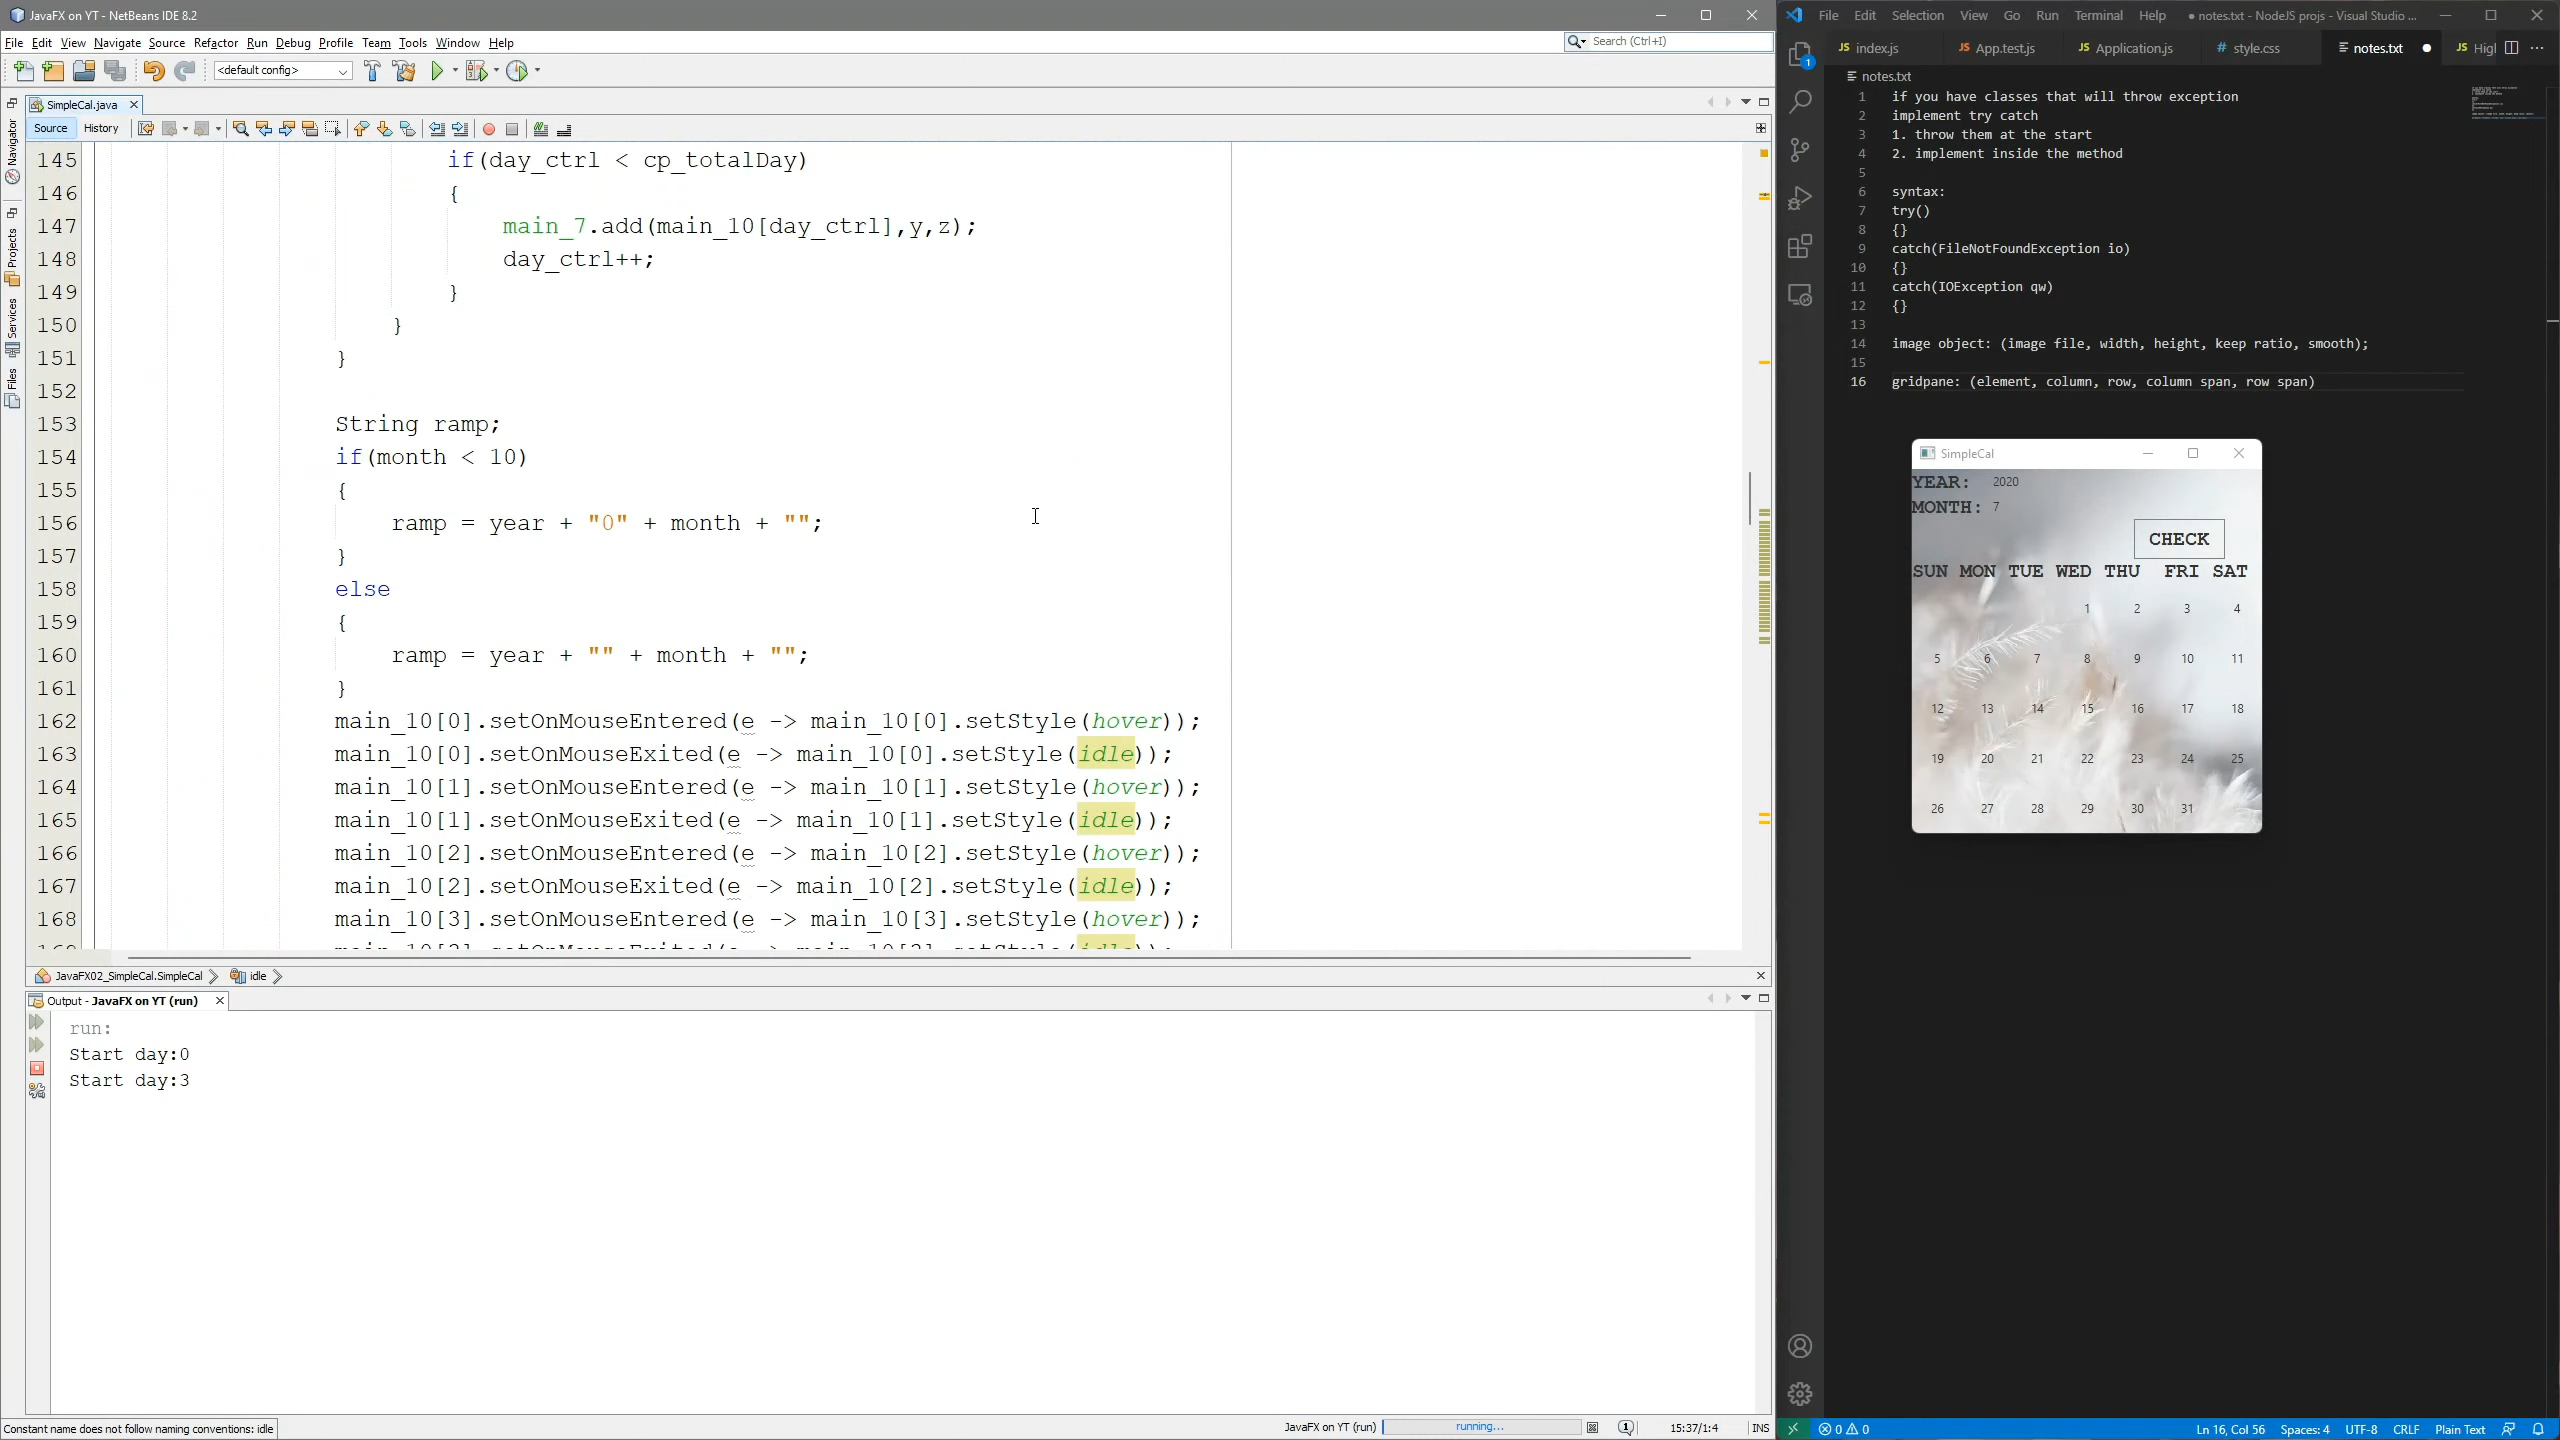 JavaFX on YT - NetBeans IDE 8.2
File Edit View Navigate Source Refactor Run Debug Profile Team Tools Window Help
Search (Ctrl+I)
<default config>
SimpleCal.java
Source History
Navigator
Projects
Services
Files
145 if(day_ctrl < cp_totalDay)
146 {
147 main_7.add(main_10[day_ctrl],y,z);
148 day_ctrl++;
149 }
150 }
151 }
152
153 String ramp;
154 if(month < 10)
155 {
156 ramp = year + "0" + month + "";
157 }
158 else
159 {
160 ramp = year + "" + month + "";
161 }
162 main_10[0].setOnMouseEntered(e -> main_10[0].setStyle(hover));
163 main_10[0].setOnMouseExited(e -> main_10[0].setStyle(idle));
164 main_10[1].setOnMouseEntered(e -> main_10[1].setStyle(hover));
165 main_10[1].setOnMouseExited(e -> main_10[1].setStyle(idle));
166 main_10[2].setOnMouseEntered(e -> main_10[2].setStyle(hover));
167 main_10[2].setOnMouseExited(e -> main_10[2].setStyle(idle));
168 main_10[3].setOnMouseEntered(e -> main_10[3].setStyle(hover));
JavaFX02_SimpleCal.SimpleCal idle
Output - JavaFX on YT (run)
run:
Start day:0
Start day:3
Constant name does not follow naming conventions: idle
JavaFX on YT (run) running... 1 15:37/1:4 INS
File Edit Selection View Go Run Terminal Help ● notes.txt - NodeJS projs - Visual Studio ...
index.js App.test.js Application.js style.css notes.txt
notes.txt
1 if you have classes that will throw exception
2 implement try catch
3 1. throw them at the start
4 2. implement inside the method
5
6 syntax:
7 try()
8 {}
9 catch(FileNotFoundException io)
10 {}
11 catch(IOException qw)
12 {}
13
14 image object: (image file, width, height, keep ratio, smooth);
15
16 gridpane: (element, column, row, column span, row span)
SimpleCal
YEAR: 2020
MONTH: 7
CHECK
SUN MON TUE WED THU FRI SAT
1 2 3 4
5 6 7 8 9 10 11
12 13 14 15 16 17 18
19 20 21 22 23 24 25
26 27 28 29 30 31
0 0 Ln 16, Col 56 Spaces: 4 UTF-8 CRLF Plain Text